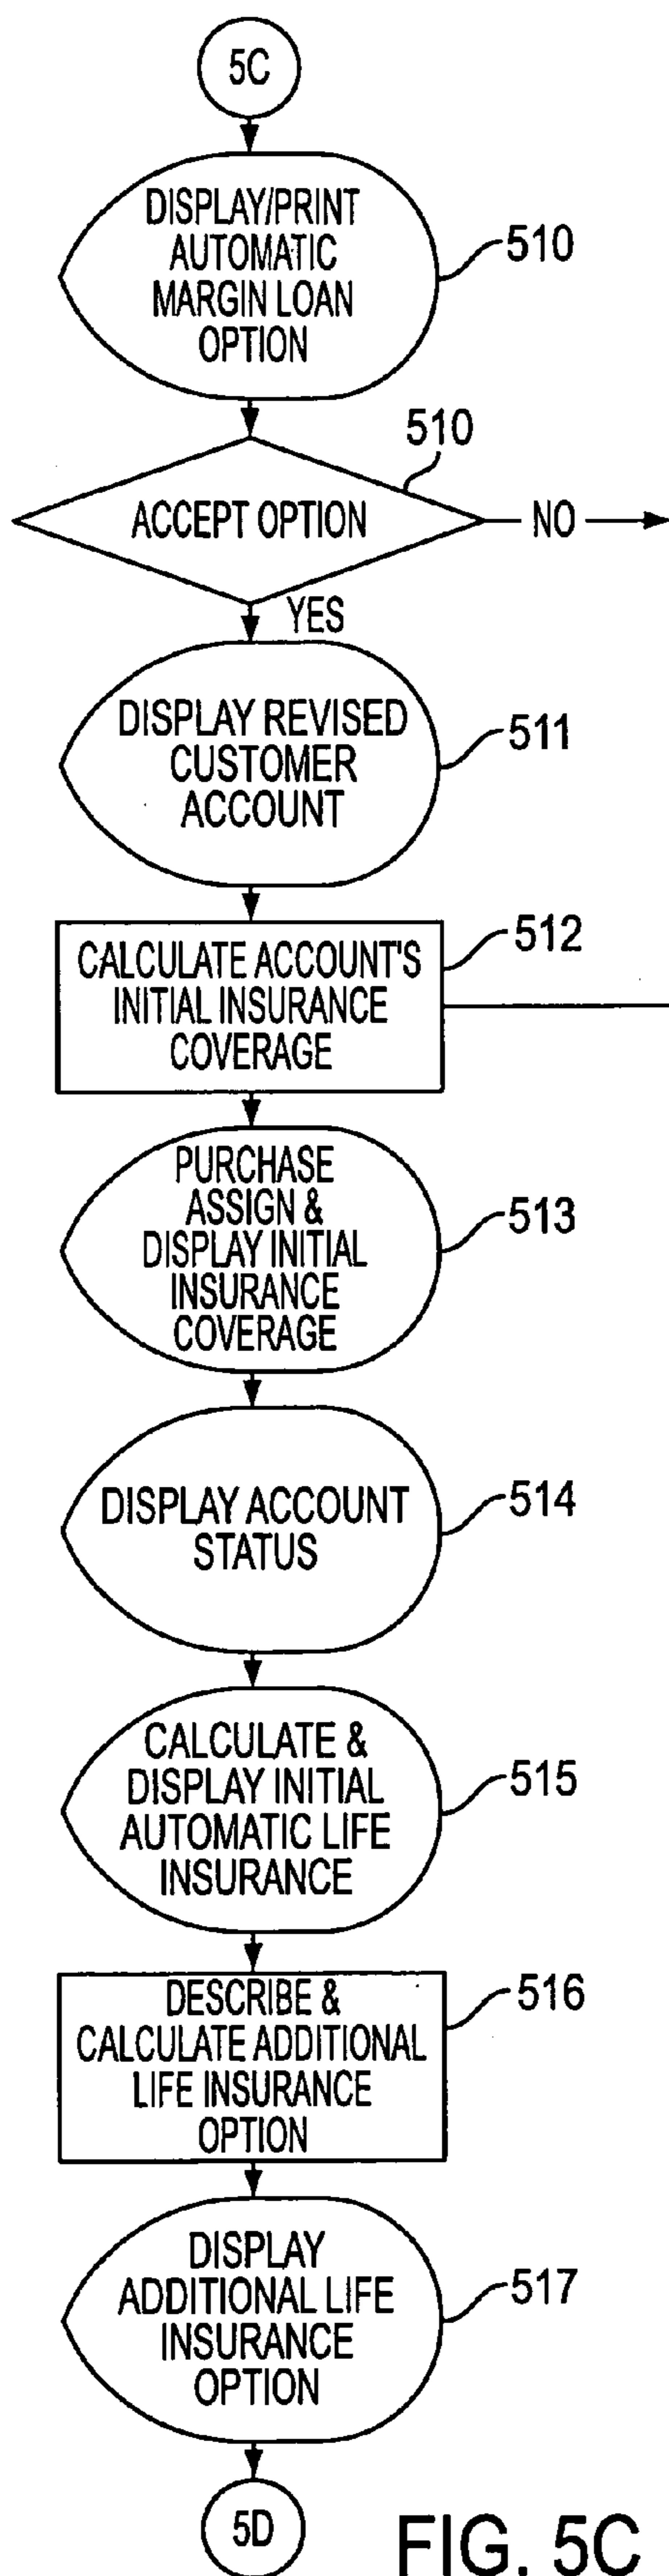 5C
DISPLAY/PRINT
AUTOMATIC
MARGIN LOAN
OPTION
510
510
ACCEPT OPTION
NO
YES
DISPLAY REVISED
CUSTOMER
ACCOUNT
511
CALCULATE ACCOUNT'S
INITIAL INSURANCE
COVERAGE
512
PURCHASE
ASSIGN &
DISPLAY INITIAL
INSURANCE
COVERAGE
513
DISPLAY ACCOUNT
STATUS
514
CALCULATE &
DISPLAY INITIAL
AUTOMATIC LIFE
INSURANCE
515
DESCRIBE &
CALCULATE ADDITIONAL
LIFE INSURANCE
OPTION
516
DISPLAY
ADDITIONAL LIFE
INSURANCE
OPTION
517
5D
FIG. 5C